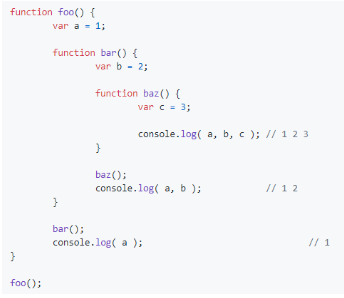 function foo() {
var a = 1;
function bar() {
var b = 2;
function baz() {
var c = 3;
console.log( a, b, c ); // 1 2 3
}
baz();
console.log( a, b ); // 1 2
}
bar();
console.log( a ); // 1
}
foo();